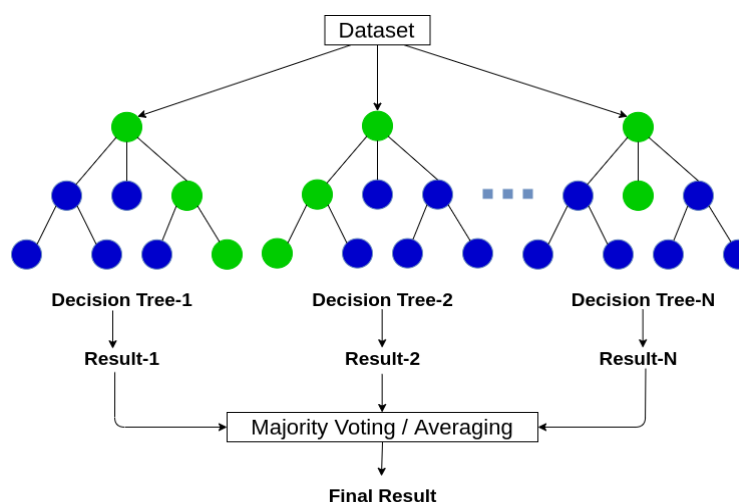 Dataset
Decision Tree-1
Decision Tree-2
Decision Tree-N
Result-1
Result-2
Result-N
Majority Voting / Averaging
Final Result